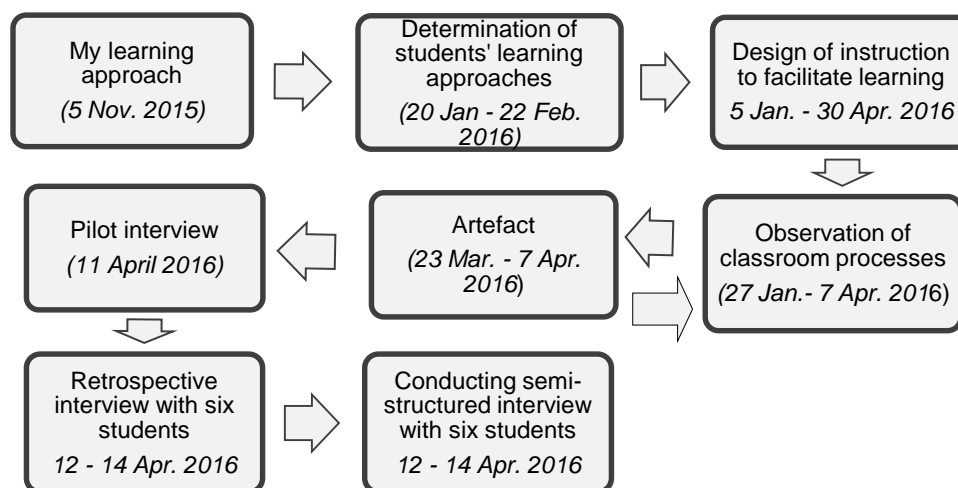 My learning
approach
(5 Nov. 2015)
Determination of
students' learning
approaches
(20 Jan - 22 Feb.
2016)
Design of instruction
to facilitate learning
5 Jan. - 30 Apr. 2016
Pilot interview
(11 April 2016)
Artefact
(23 Mar. - 7 Apr.
2016)
Observation of
classroom processes
(27 Jan.- 7 Apr. 2016)
Retrospective
interview with six
students
12 - 14 Apr. 2016
Conducting semi-
structured interview
with six students
12 - 14 Apr. 2016